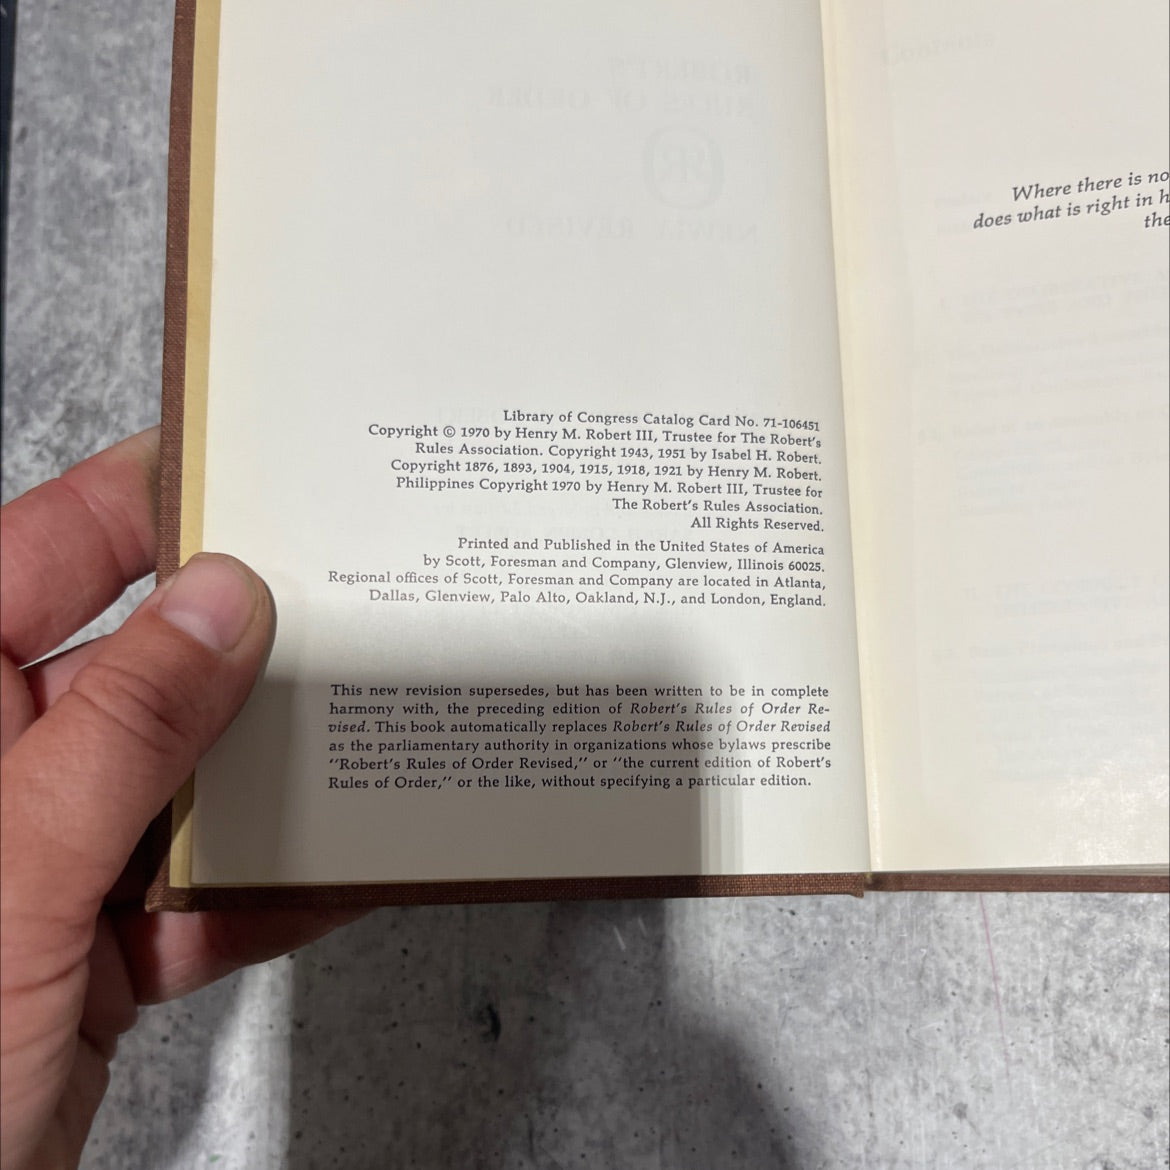 Library of Congress Catalog Card No. 71-106451
Copyright © 1970 by Henry M. Robert III, Trustee for The Robert's
Rules Association. Copyright 1943, 1951 by Isabel H. Robert.
Copyright 1876, 1893, 1904, 1915, 1918, 1921 by Henry M. Robert.
Philippines Copyright 1970 by Henry M. Robert III, Trustee for
The Robert's Rules Association.
All Rights Reserved.
Printed and Published in the United States of America
by Scott, Foresman and Company, Glenview, Illinois 60025.
Regional offices of Scott, Foresman and Company are located in Atlanta,
Dallas, Glenview, Palo Alto, Oakland, N.J., and London, England.
This new revision supersedes, but has been written to be in complete
harmony with, the preceding edition of Robert's Rules of Order Re-
vised. This book automatically replaces Robert's Rules of Order Revised
as the parliamentary authority in organizations whose bylaws prescribe
"Robert's Rules of Order Revised," or "the current edition of Robert's
Rules of Order," or the like, without specifying a particular edition.
Where there is no
does what is right in h
the